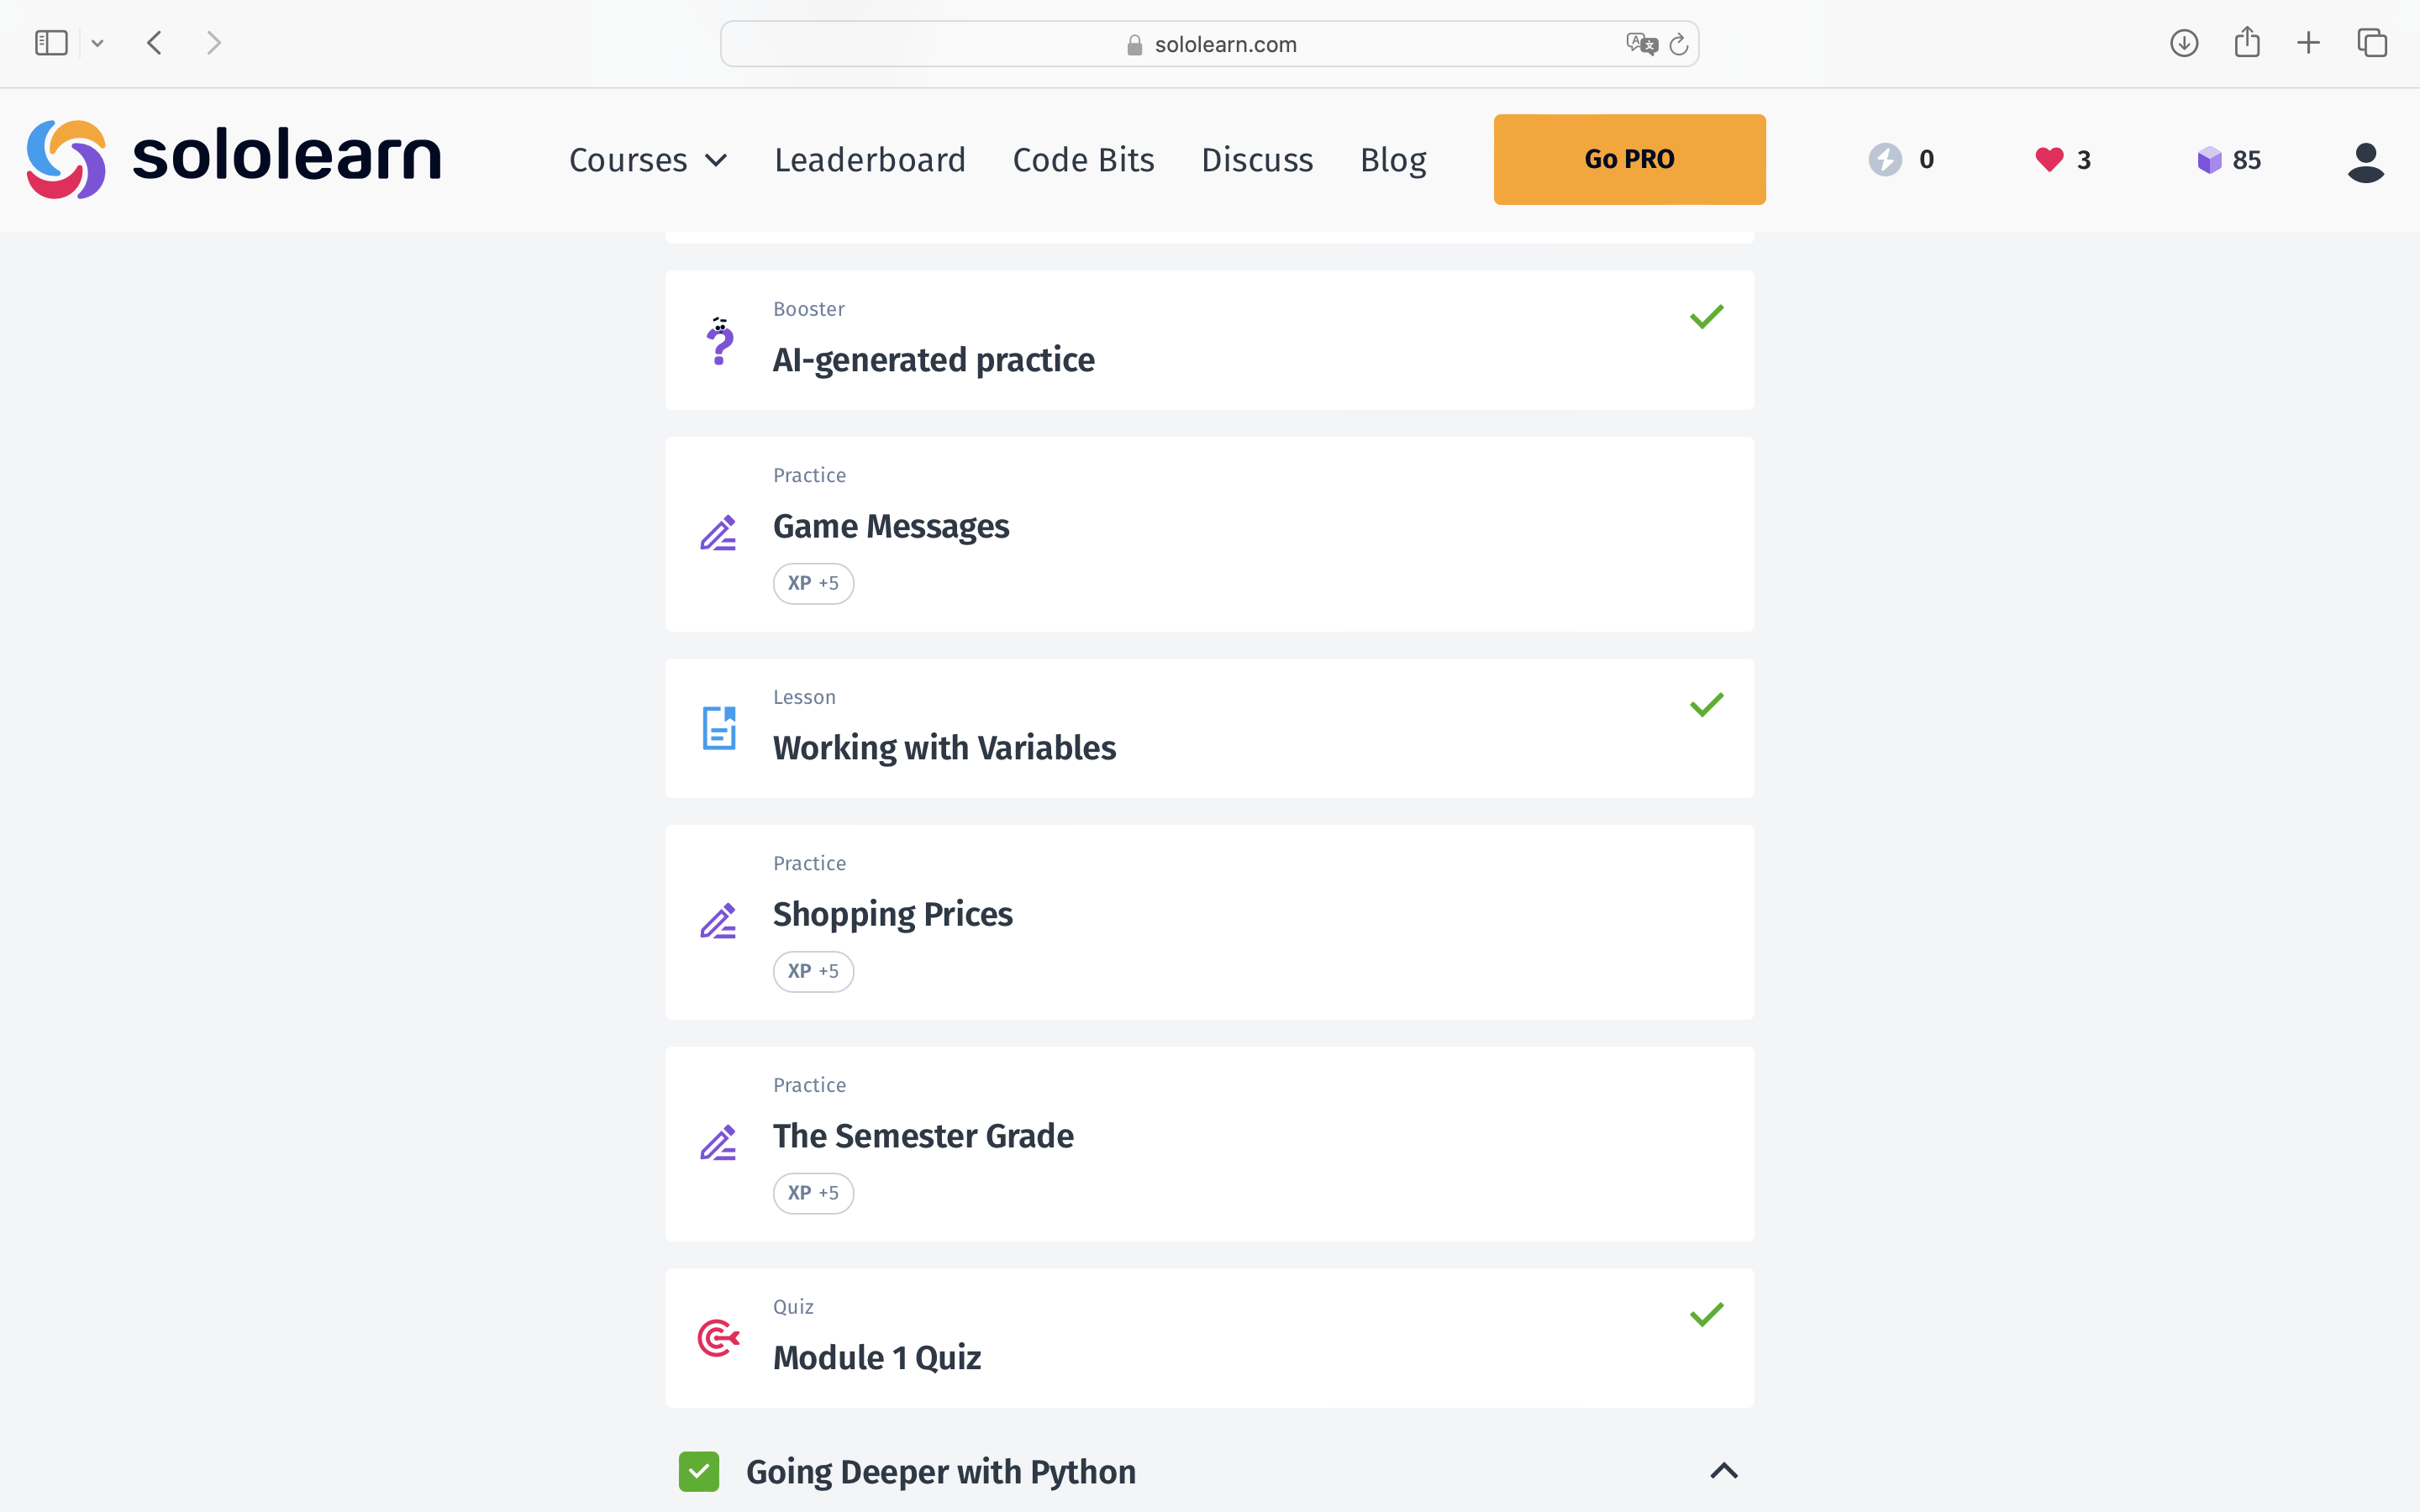 sololearn.com
sololearn
Courses
Leaderboard
Code Bits
Discuss
Blog
Go PRO
0
3
85
Booster
AI-generated practice
Practice
Game Messages
XP +5
Lesson
Working with Variables
Practice
Shopping Prices
XP +5
Practice
The Semester Grade
XP +5
Quiz
Module 1 Quiz
Going Deeper with Python